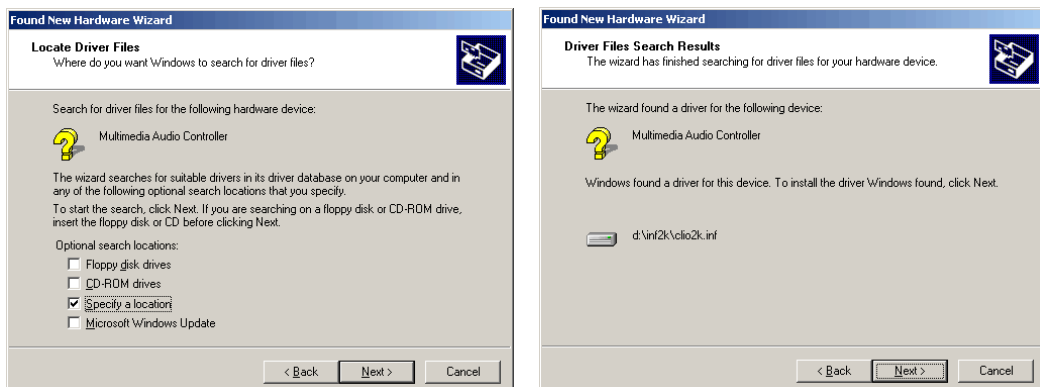 Found New Hardware Wizard
Locate Driver Files
Where do you want Windows to search for driver files?
Search for driver files for the following hardware device:
Multimedia Audio Controller
The wizard searches for suitable drivers in its driver database on your computer and in
any of the following optional search locations that you specify.
To start the search, click Next. If you are searching on a floppy disk or CD-ROM drive,
insert the floppy disk or CD before clicking Next.
Optional search locations:
Floppy disk drives
CD-ROM drives
Specify a location
Microsoft Windows Update
< Back
Next >
Cancel
Found New Hardware Wizard
Driver Files Search Results
The wizard has finished searching for driver files for your hardware device.
The wizard found a driver for the following device:
Multimedia Audio Controller
Windows found a driver for this device. To install the driver Windows found, click Next.
d:\inf2k\clio2k.inf
< Back
Next >
Cancel